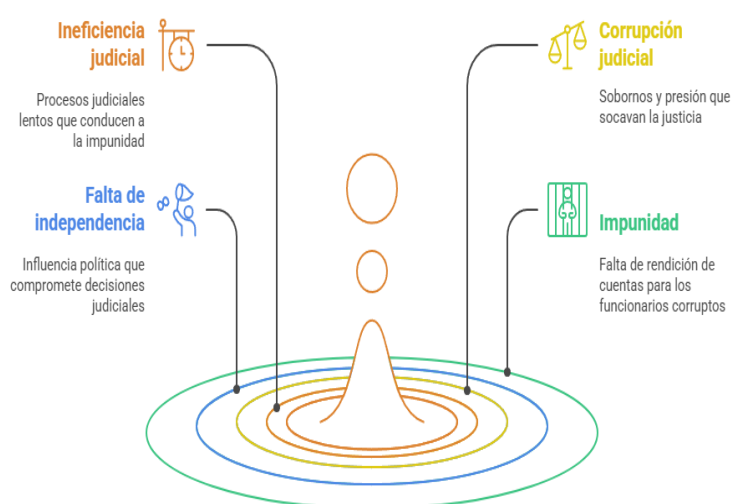 Ineficiencia
judicial
Procesos judiciales
lentos que conducen a
la impunidad
Corrupción
judicial
Sobornos y presión que
socavan la justicia
Falta de
independencia
Influencia política que
compromete decisiones
judiciales
Impunidad
Falta de rendición de
cuentas para los
funcionarios corruptos